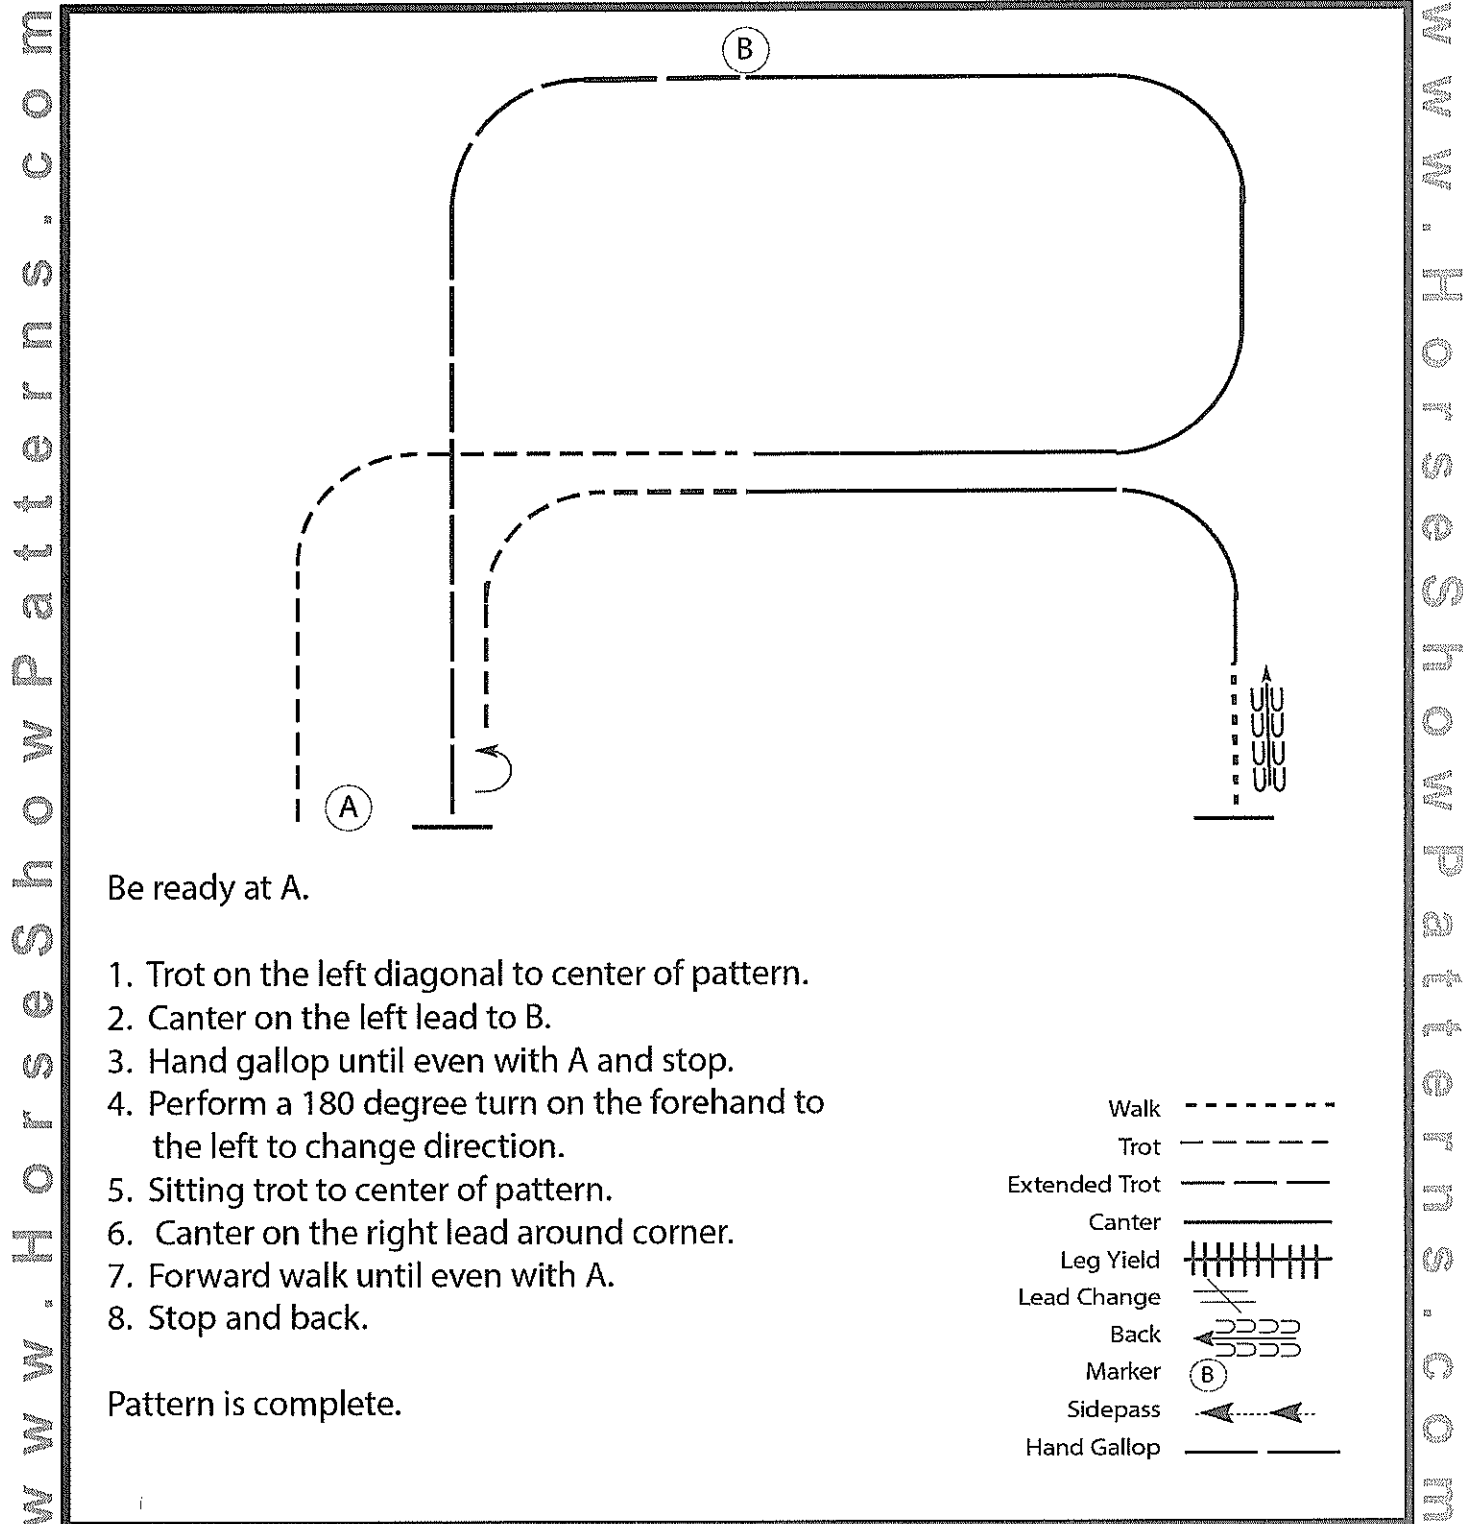 www.HorseShowPatterns.com
B
A
Be ready at A.
1. Trot on the left diagonal to center of pattern.
2. Canter on the left lead to B.
3. Hand gallop until even with A and stop.
4. Perform a 180 degree turn on the forehand to
the left to change direction.
5. Sitting trot to center of pattern.
6. Canter on the right lead around corner.
7. Forward walk until even with A.
8. Stop and back.
Pattern is complete.
Walk
Trot
Extended Trot
Canter
Leg Yield
Lead Change
Back
Marker B
Sidepass
Hand Gallop
www.HorseShowPatterns.com